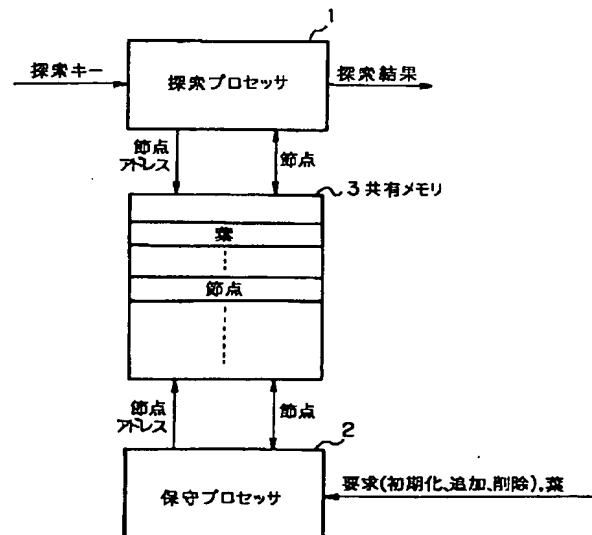 1
探索キー
探索プロセッサ
探索結果
節点
アドレス
節点
3 共有メモリ
葉
節点
節点
アドレス
節点
2
保守プロセッサ
要求(初期化、追加、削除)、葉